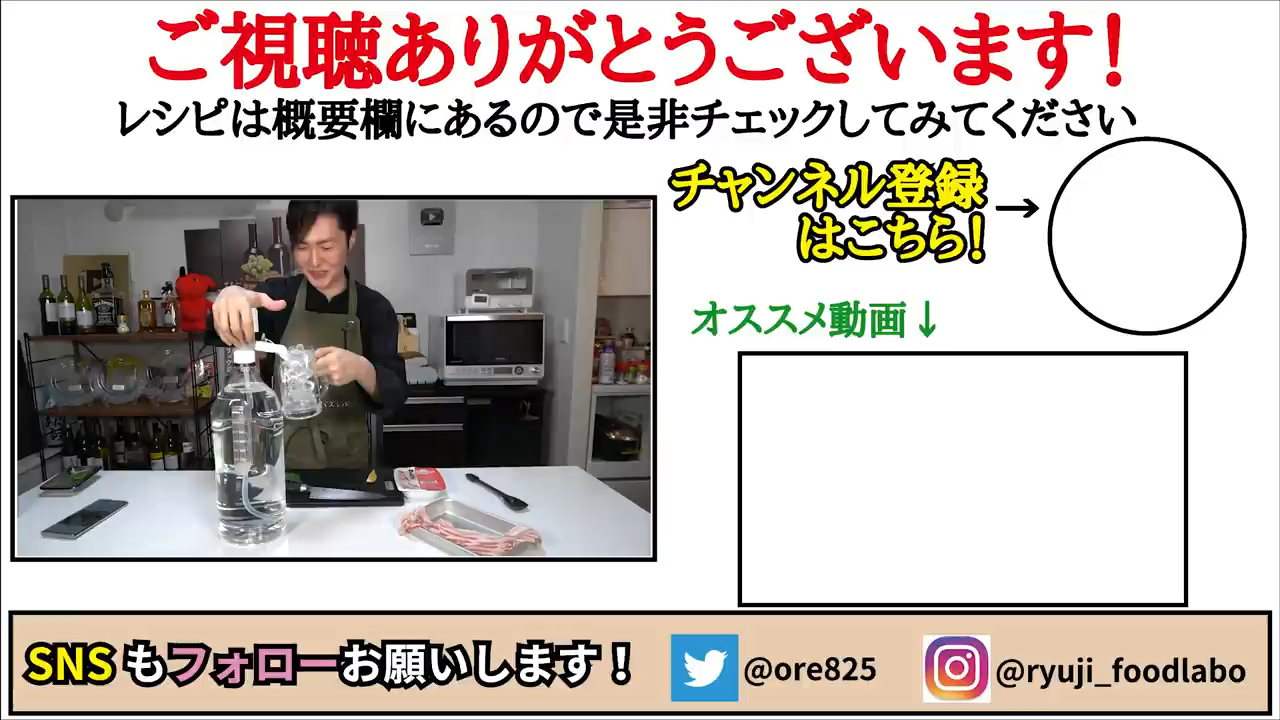 ご視聴ありがとうございます！
レシピは概要欄にあるので是非チェックしてみてください
チャンネル登録
はこちら！
→
オススメ動画↓
SNSもフォローお願いします！
@ore825
@ryuji_foodlabo